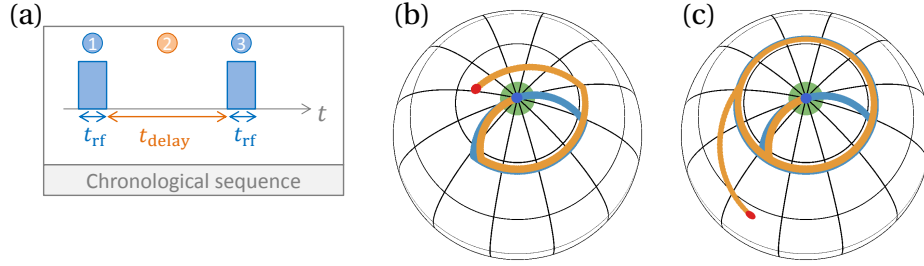 (a)
(b)
(c)
1 2 3
t
t_rf t_delay t_rf
Chronological sequence